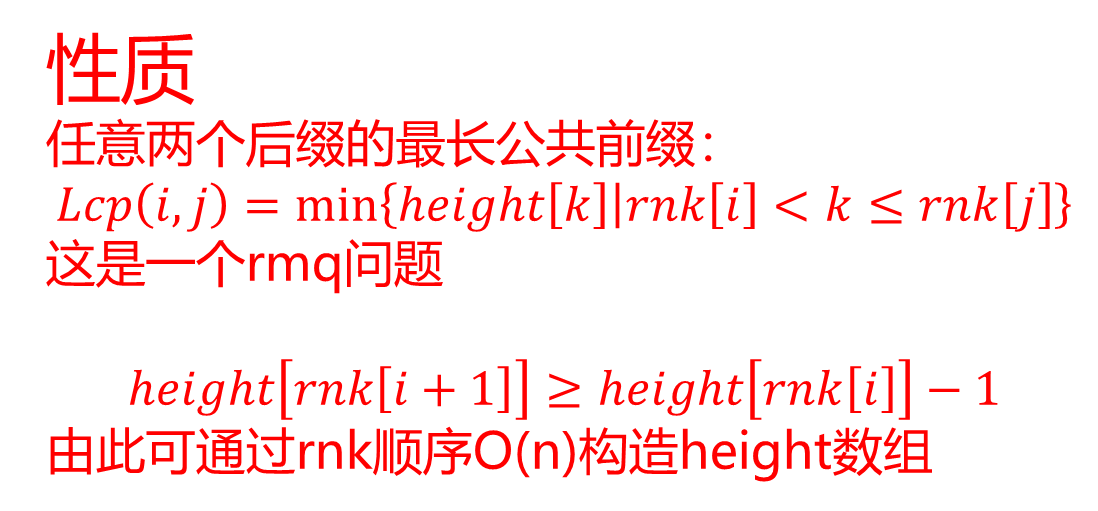 性质
任意两个后缀的最长公共前缀：
Lcp(i,j) = min{height[k]|rnk[i] < k ≤ rnk[j]}
这是一个rmq问题
height[rnk[i + 1]] ≥ height[rnk[i]] − 1
由此可通过rnk顺序O(n)构造height数组